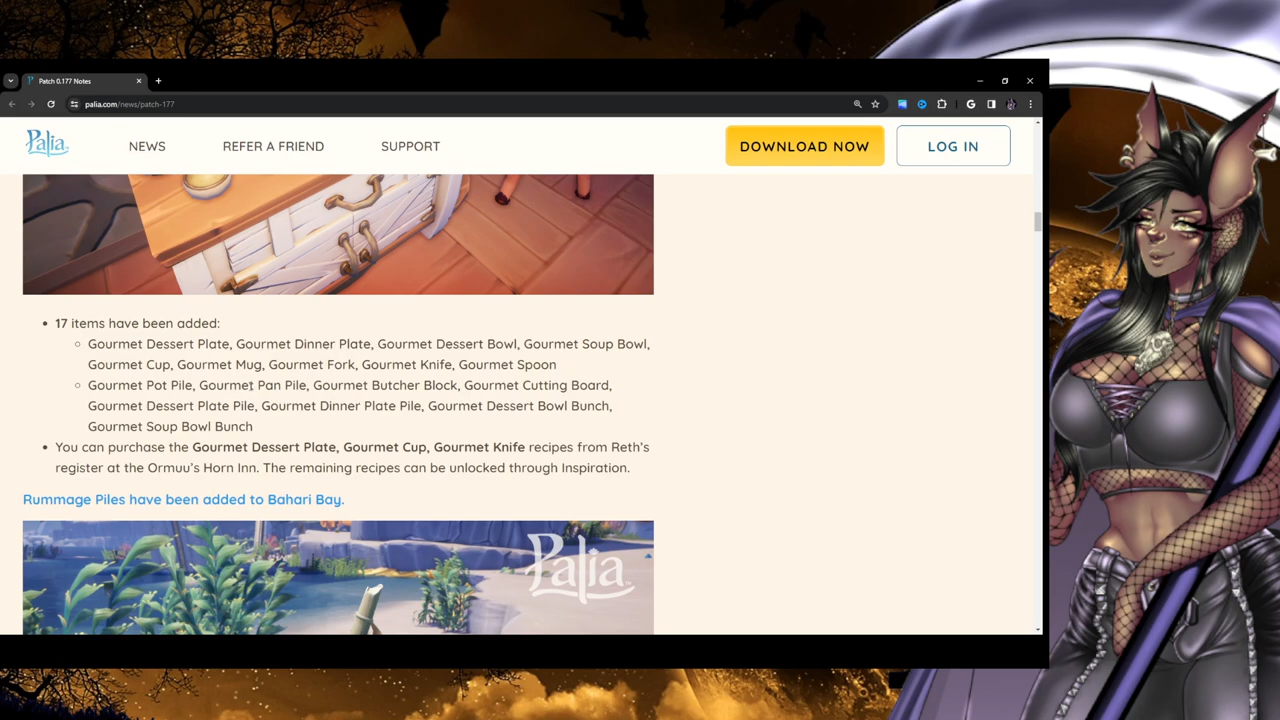 Patch 0.177 Notes
palia.com/news/patch-177
Palia
NEWS
REFER A FRIEND
SUPPORT
DOWNLOAD NOW
LOG IN
17 items have been added:
Gourmet Dessert Plate, Gourmet Dinner Plate, Gourmet Dessert Bowl, Gourmet Soup Bowl,
Gourmet Cup, Gourmet Mug, Gourmet Fork, Gourmet Knife, Gourmet Spoon
Gourmet Pot Pile, Gourmet Pan Pile, Gourmet Butcher Block, Gourmet Cutting Board,
Gourmet Dessert Plate Pile, Gourmet Dinner Plate Pile, Gourmet Dessert Bowl Bunch,
Gourmet Soup Bowl Bunch
You can purchase the Gourmet Dessert Plate, Gourmet Cup, Gourmet Knife recipes from Reth's
register at the Ormuu's Horn Inn. The remaining recipes can be unlocked through Inspiration.
Rummage Piles have been added to Bahari Bay.
Palia